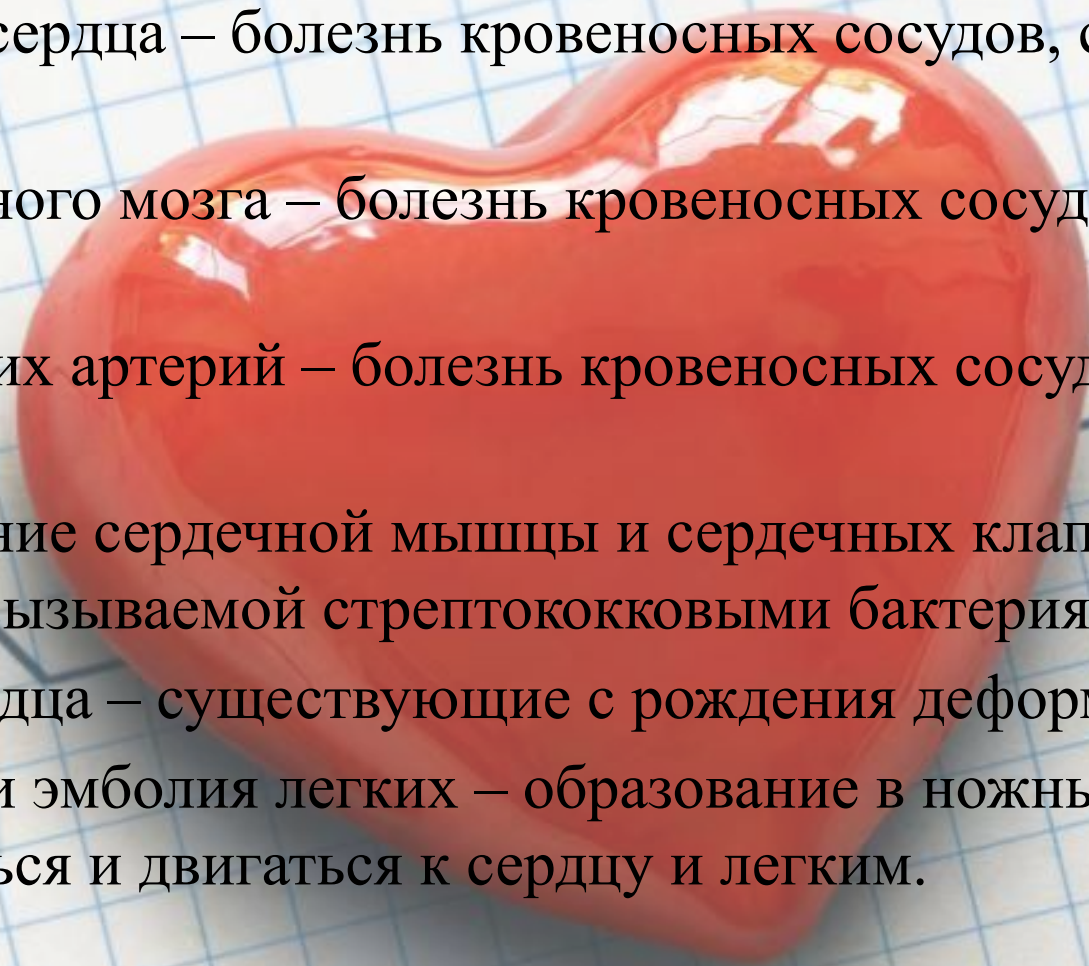 сердца – болезнь кровеносных сосудов, с
ного мозга – болезнь кровеносных сосуд
их артерий – болезнь кровеносных сосуд
ние сердечной мышцы и сердечных клап
ызываемой стрептококковыми бактерия
дца – существующие с рождения деформ
и эмболия легких – образование в ножны
ься и двигаться к сердцу и легким.